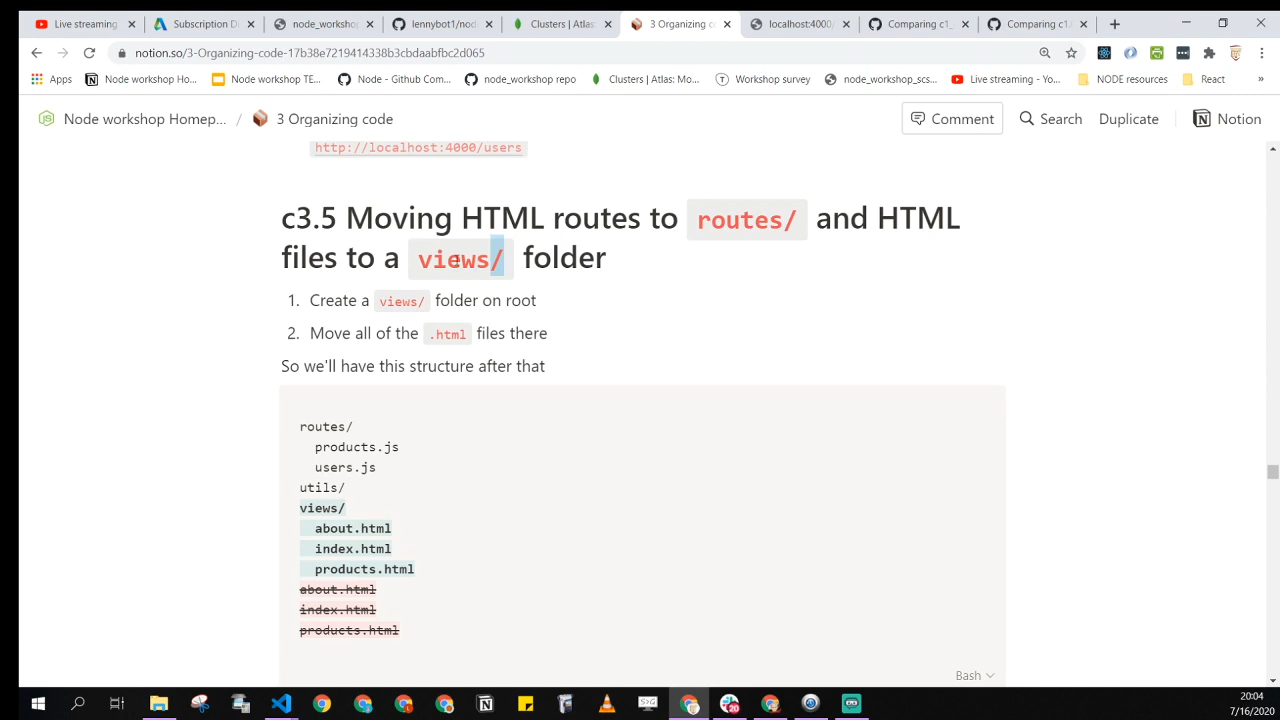 Live streaming
Subscription D
node_worksho
lennybot1/nod
Clusters | Atlas
3 Organizing co
localhost:4000/
Comparing c1_
Comparing c1.
notion.so/3-Organizing-code-17b38e7219414338b3cbdaabfbc2d065
Apps
Node workshop Ho...
Node workshop TE...
Node - Github Com...
node_workshop repo
Clusters | Atlas: Mo...
Workshop survey
node_workshop_scs...
Live streaming - Yo...
NODE resources
React
»
Node workshop Homep... / 3 Organizing code
Comment
Search
Duplicate
Notion
http://localhost:4000/users
c3.5 Moving HTML routes to routes/ and HTML
files to a views/ folder
1. Create a views/ folder on root
2. Move all of the .html files there
So we'll have this structure after that
routes/
products.js
users.js
utils/
views/
about.html
index.html
products.html
about.html
index.html
products.html
Bash
20:04
7/16/2020